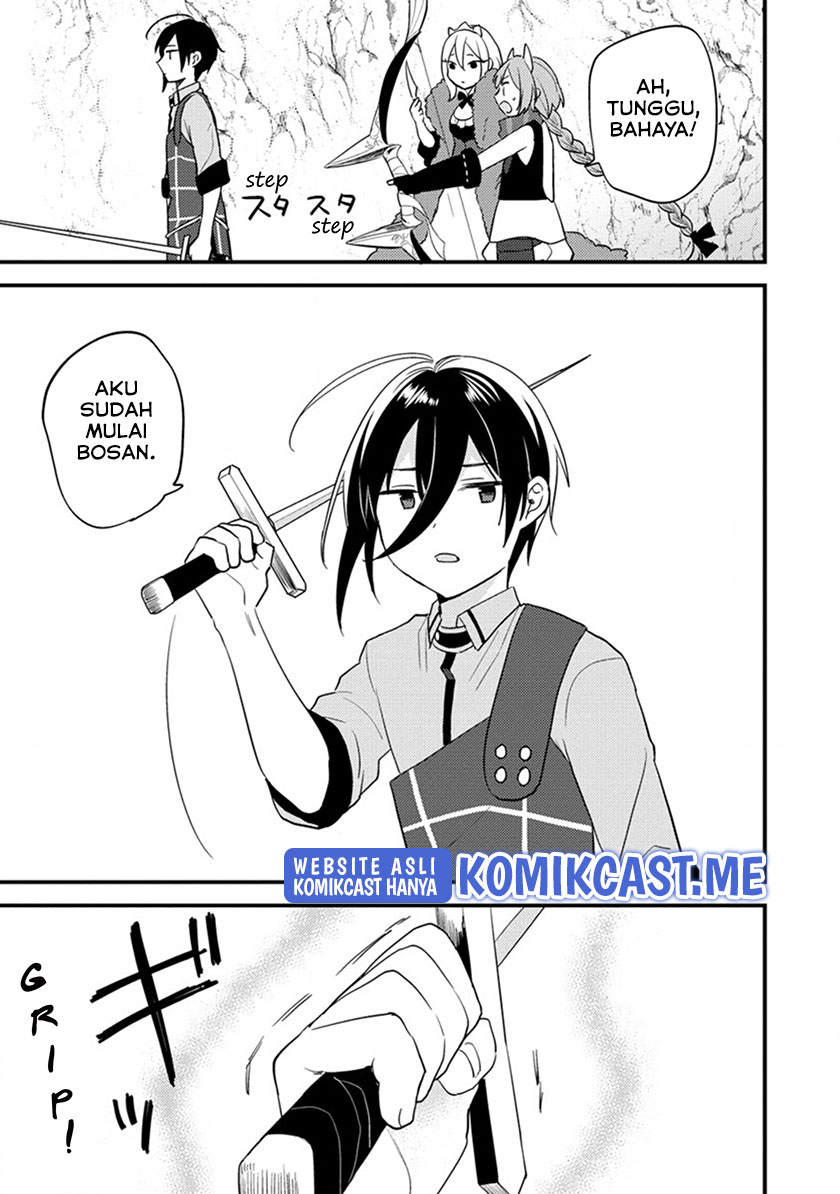 AH,
TUNGGU,
BAHAYA!
step
スタ スタ
step
AKU
SUDAH
MULAI
BOSAN.
WEBSITE ASLI
KOMIKCAST HANYA
KOMIKCAST.ME
ギッ
GRIP!